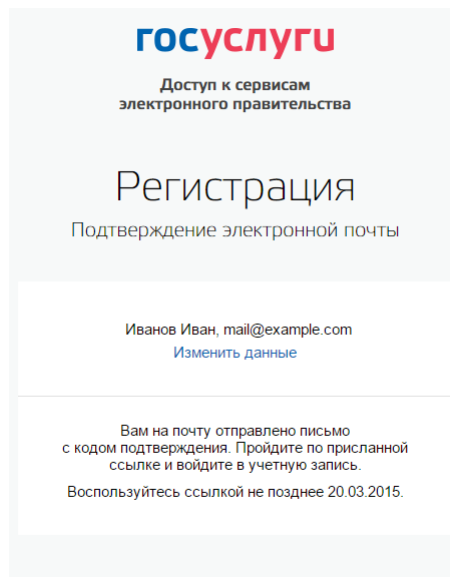 госуслуги
Доступ к сервисам
электронного правительства
Регистрация
Подтверждение электронной почты
Иванов Иван, mail@example.com
Изменить данные
Вам на почту отправлено письмо
с кодом подтверждения. Пройдите по присланной
ссылке и войдите в учетную запись.
Воспользуйтесь ссылкой не позднее 20.03.2015.